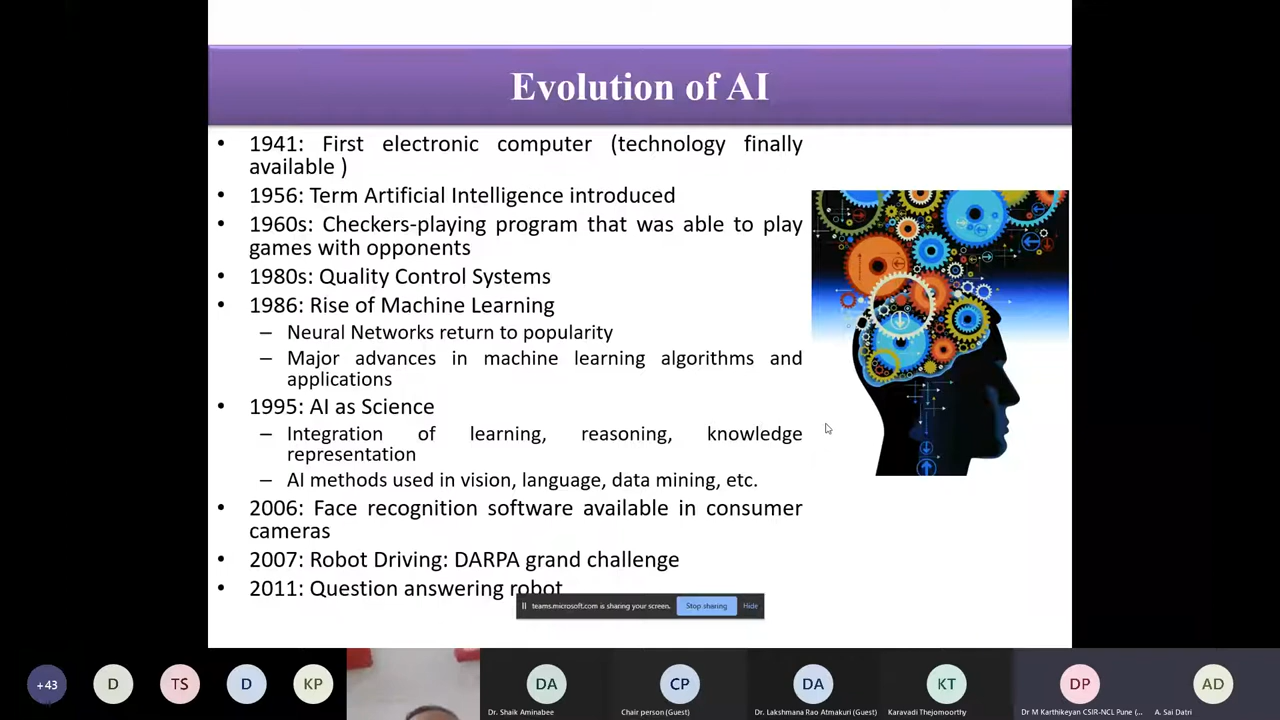 Evolution of AI
• 1941: First electronic computer (technology finally
available )
• 1956: Term Artificial Intelligence introduced
• 1960s: Checkers-playing program that was able to play
games with opponents
• 1980s: Quality Control Systems
• 1986: Rise of Machine Learning
– Neural Networks return to popularity
– Major advances in machine learning algorithms and
applications
• 1995: AI as Science
– Integration of learning, reasoning, knowledge
representation
– AI methods used in vision, language, data mining, etc.
• 2006: Face recognition software available in consumer
cameras
• 2007: Robot Driving: DARPA grand challenge
• 2011: Question answering robot
teams.microsoft.com is sharing your screen. Stop sharing Hide
+43 D TS D KP DA CP DA KT DP AD
Dr. Shaik Aminabee Chair person (Guest) Dr. Lakshmana Rao Atmakuri (Guest) Karavadi Thejomoorthy Dr M Karthikeyan CSIR-NCL Pune (... A. Sai Datri